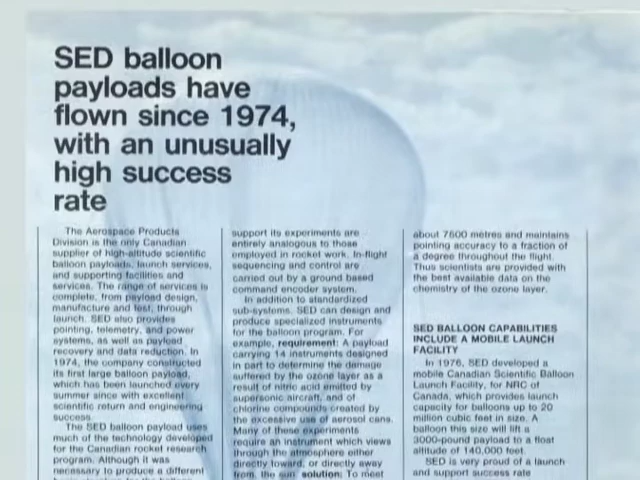 SED balloon
payloads have
flown since 1974,
with an unusually
high success
rate
The Aerospace Products
Division is the only Canadian
supplier of high-altitude scientific
balloon payloads, launch services,
and supporting facilities and
services. The range of services is
complete, from payload design,
manufacture and test, through
launch. SED also provides
pointing, telemetry, and power
systems, as well as payload
recovery and data reduction. In
1974, the company constructed
its first large balloon payload,
which has been launched every
summer since with excellent
scientific return and engineering
success.
The SED balloon payload uses
much of the technology developed
for the Canadian rocket research
program. Although it was
necessary to produce a different
support its experiments are
entirely analogous to those
employed in rocket work. In-flight
sequencing and control are
carried out by a ground based
command encoder system.
In addition to standardized
sub-systems, SED can design and
produce specialized instruments
for the balloon program. For
example, requirement: A payload
carrying 14 instruments designed
in part to determine the damage
suffered by the ozone layer as a
result of nitric acid emitted by
supersonic aircraft, and of
chlorine compounds created by
the excessive use of aerosol cans.
Many of these experiments
require an instrument which views
through the atmosphere either
directly toward, or directly away
from, the sun. solution: To meet
about 7600 metres and maintains
pointing accuracy to a fraction of
a degree throughout the flight.
Thus scientists are provided with
the best available data on the
chemistry of the ozone layer.
SED BALLOON CAPABILITIES
INCLUDE A MOBILE LAUNCH
FACILITY
In 1976, SED developed a
mobile Canadian Scientific Balloon
Launch Facility, for NRC of
Canada, which provides launch
capacity for balloons up to 20
million cubic feet in size. A
balloon this size will lift a
3000-pound payload to a float
altitude of 140,000 feet.
SED is very proud of a launch
and support success rate